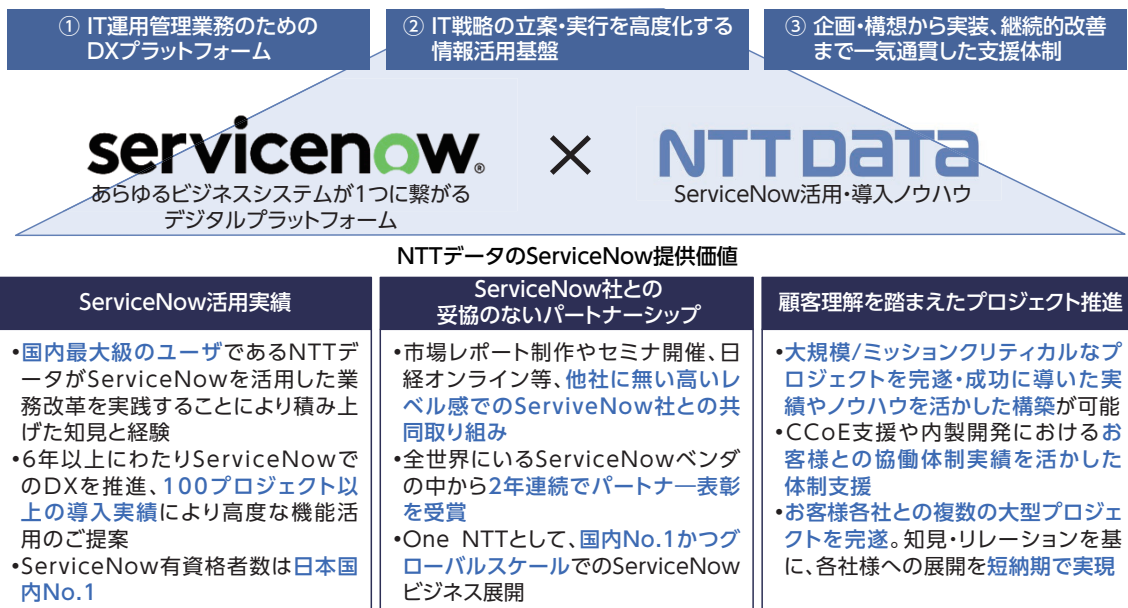 ① IT運用管理業務のための
DXプラットフォーム
② IT戦略の立案・実行を高度化する
情報活用基盤
③ 企画・構想から実装、継続的改善
まで一気通貫した支援体制
servicenow®
あらゆるビジネスシステムが1つに繋がる
デジタルプラットフォーム
×
NTT DATA
ServiceNow活用・導入ノウハウ
NTTデータのServiceNow提供価値
ServiceNow活用実績
•国内最大級のユーザであるNTTデ
ータがServiceNowを活用した業
務改革を実践することにより積み上
げた知見と経験
•6年以上にわたりServiceNowで
のDXを推進、100プロジェクト以
上の導入実績により高度な機能活
用のご提案
•ServiceNow有資格者数は日本国
内No.1
ServiceNow社との
妥協のないパートナーシップ
•市場レポート制作やセミナ開催、日
経オンライン等、他社に無い高いレ
ベル感でのServiveNow社との共
同取り組み
•全世界にいるServiceNowベンダ
の中から2年連続でパートナ―表彰
を受賞
•One NTTとして、国内No.1かつグ
ローバルスケールでのServiceNow
ビジネス展開
顧客理解を踏まえたプロジェクト推進
•大規模/ミッションクリティカルなプ
ロジェクトを完遂・成功に導いた実
績やノウハウを活かした構築が可能
•CCoE支援や内製開発におけるお
客様との協働体制実績を活かした
体制支援
•お客様各社との複数の大型プロジェ
クトを完遂。知見・リレーションを基
に、各社様への展開を短納期で実現